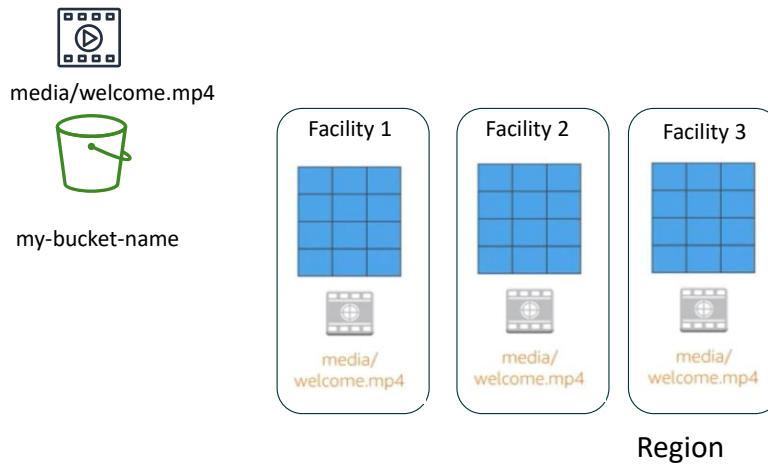 media/welcome.mp4
my-bucket-name
Facility 1
media/
welcome.mp4
Facility 2
media/
welcome.mp4
Facility 3
media/
welcome.mp4
Region